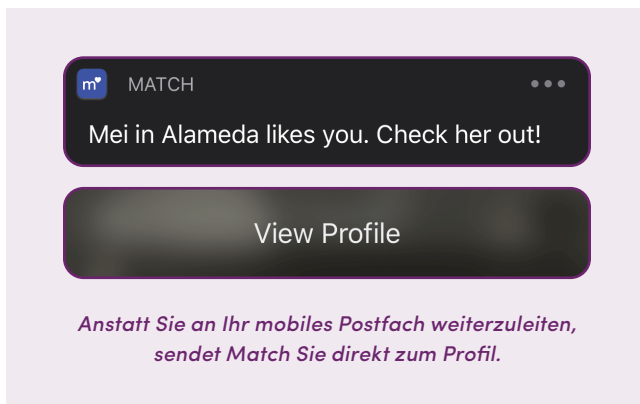 m
MATCH
Mei in Alameda likes you. Check her out!
View Profile
Anstatt Sie an Ihr mobiles Postfach weiterzuleiten,
sendet Match Sie direkt zum Profil.